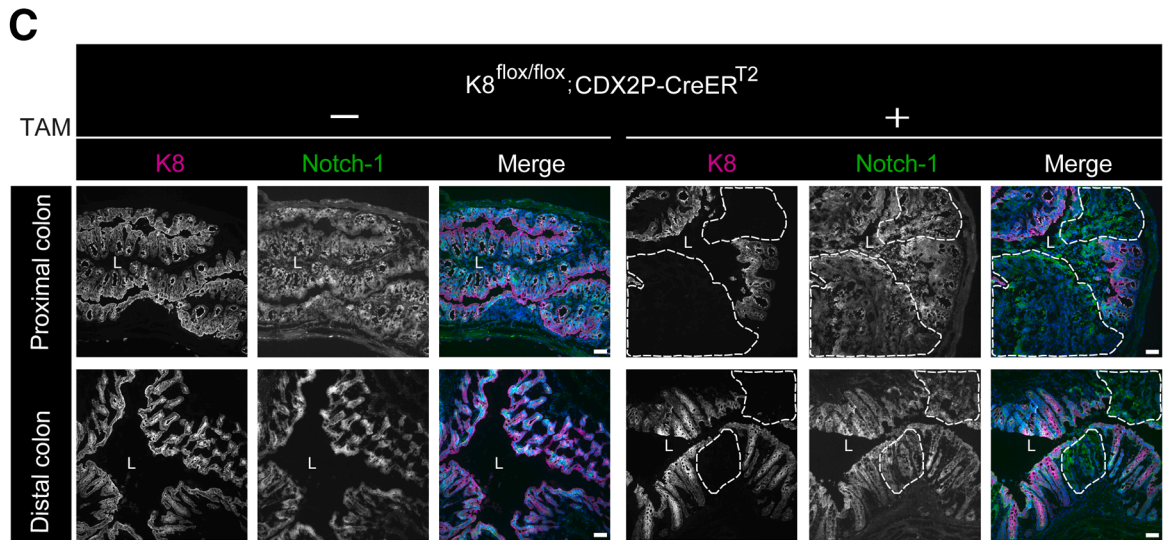 C
K8flox/flox;CDX2P-CreERT2
TAM − +
K8 Notch-1 Merge K8 Notch-1 Merge
Proximal colon
L L L L L L
Distal colon
L L L L L L